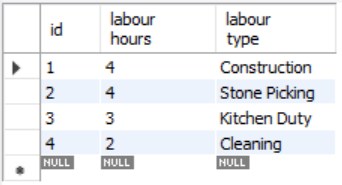 id labour hours labour type
1 4 Construction
2 4 Stone Picking
3 3 Kitchen Duty
4 2 Cleaning
NULL NULL NULL